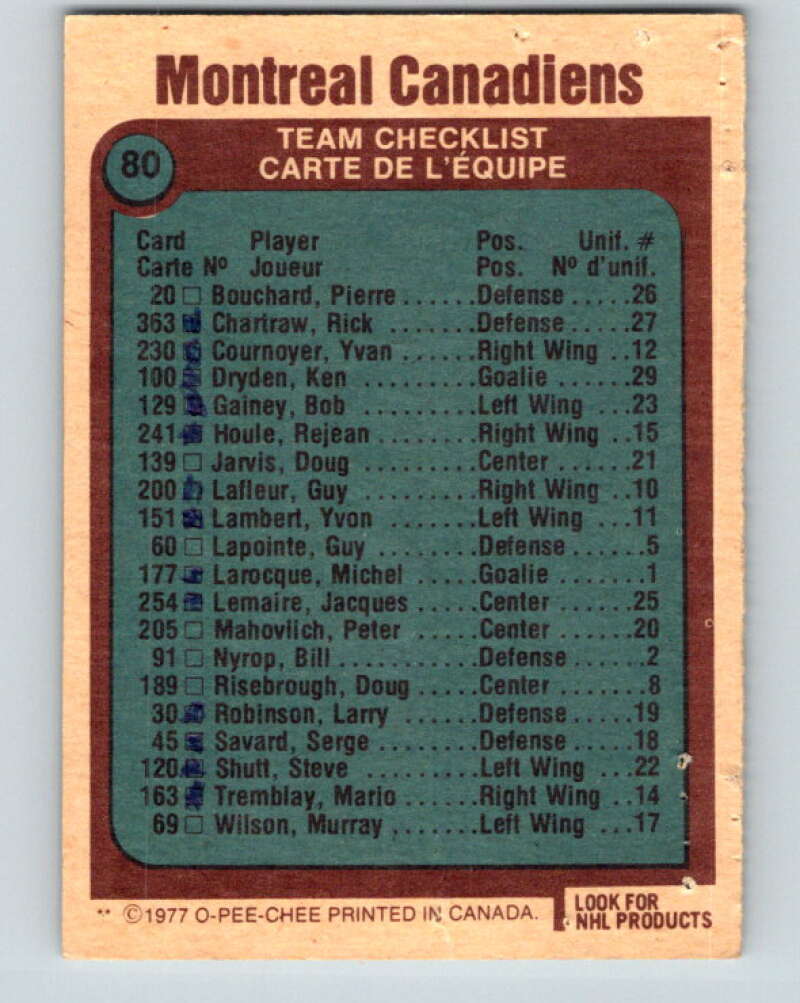 Montreal Canadiens
80
TEAM CHECKLIST
CARTE DE L'ÉQUIPE
Card Player Pos. Unif. #
Carte Nº Joueur Pos. Nº d'unif.
20 □ Bouchard, Pierre ......Defense .....26
363 Chartraw, Rick .......Defense .....27
230 Cournoyer, Yvan ......Right Wing ..12
100 Dryden, Ken .........Goalie ......29
129 Gainey, Bob .........Left Wing ...23
241 Houle, Rejean ........Right Wing ..15
139 □ Jarvis, Doug .........Center ......21
200 Lafleur, Guy .........Right Wing ..10
151 Lambert, Yvon .......Left Wing ...11
60 □ Lapointe, Guy ........Defense ......5
177 Larocque, Michel .....Goalie .......1
254 Lemaire, Jacques .....Center ......25
205 □ Mahovlich, Peter .....Center ......20
91 □ Nyrop, Bill ...........Defense ......2
189 □ Risebrough, Doug .....Center .......8
30 Robinson, Larry .......Defense .....19
45 Savard, Serge ........Defense .....18
120 Shutt, Steve .........Left Wing ...22
163 Tremblay, Mario ......Right Wing ..14
69 □ Wilson, Murray .......Left Wing ...17
** ©1977 O-PEE-CHEE PRINTED IN CANADA.
LOOK FOR
NHL PRODUCTS